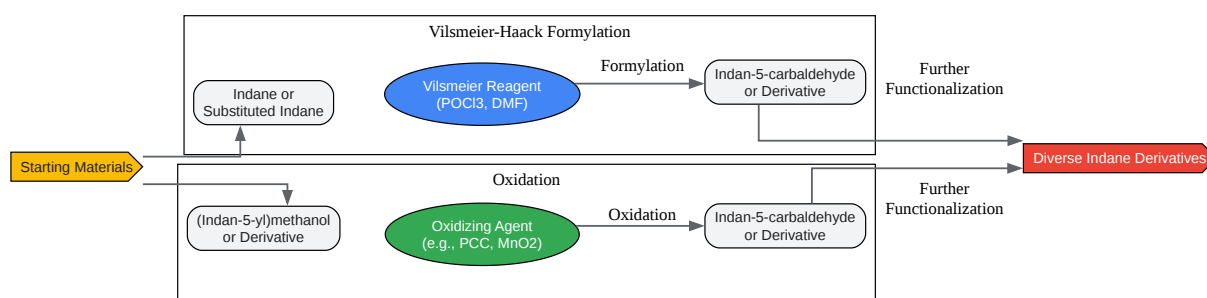 Vilsmeier-Haack Formylation
Formylation
Indane or
Substituted Indane
Vilsmeier Reagent
(POCl3, DMF)
Indan-5-carbaldehyde
or Derivative
Further
Functionalization
Starting Materials
Diverse Indane Derivatives
Oxidation
(Indan-5-yl)methanol
or Derivative
Oxidizing Agent
(e.g., PCC, MnO2)
Oxidation
Indan-5-carbaldehyde
or Derivative
Further
Functionalization